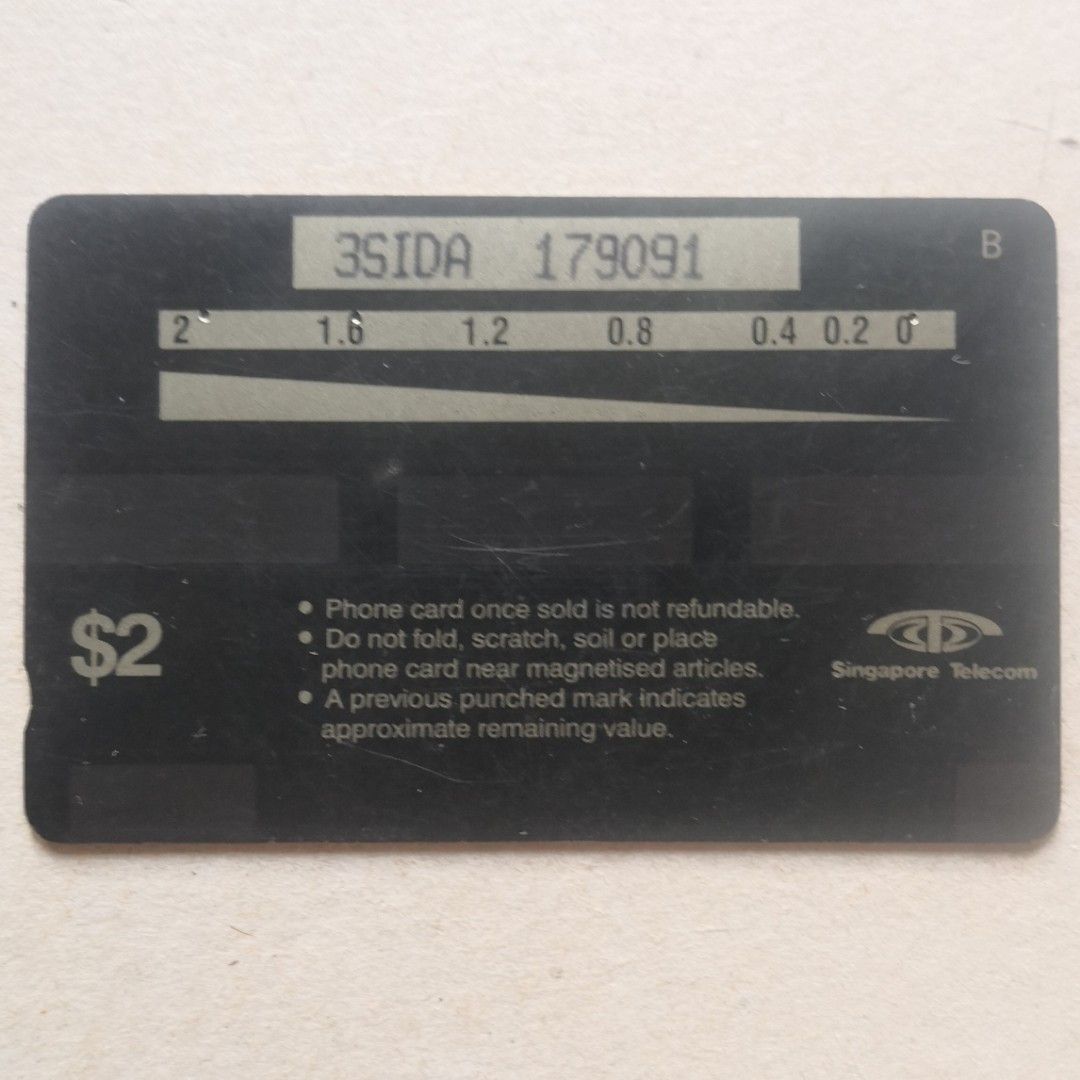 3SIDA 179091
B
2 1.6 1.2 0.8 0.4 0.2 0
$2
• Phone card once sold is not refundable.
• Do not fold, scratch, soil or place
phone card near magnetised articles.
• A previous punched mark indicates
approximate remaining value.
Singapore Telecom